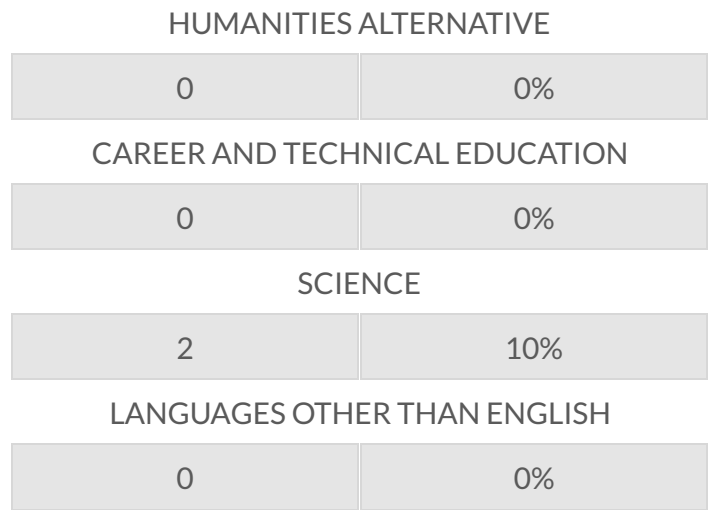 HUMANITIES ALTERNATIVE
0 0%
CAREER AND TECHNICAL EDUCATION
0 0%
SCIENCE
2 10%
LANGUAGES OTHER THAN ENGLISH
0 0%